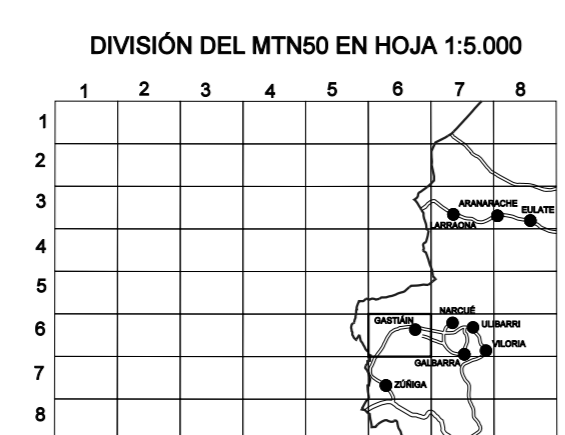 DIVISIÓN DEL MTN50 EN HOJA 1:5.000
1 2 3 4 5 6 7 8
1
2
3
ARANARACHE
EULATE
LARRAONA
4
5
6
NARCUÉ
GASTIÁIN
ULIBARRI
VILORIA
GALBARRA
7
ZÚÑIGA
8